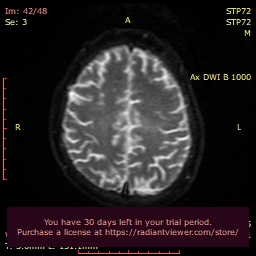 Im: 42/48
Se: 3
A
STP72
STP72
M
Ax DWI B 1000
R
L
You have 30 days left in your trial period.
Purchase a license at https://radiantviewer.com/store/